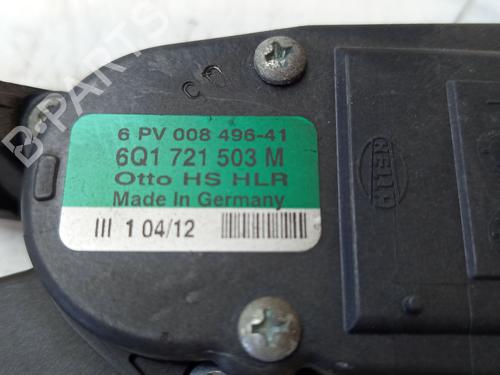 B-PARTS
6 PV 008 496-41
6Q1 721 503 M
Otto HS HLR
Made In Germany
III 1 04/12
HELLA